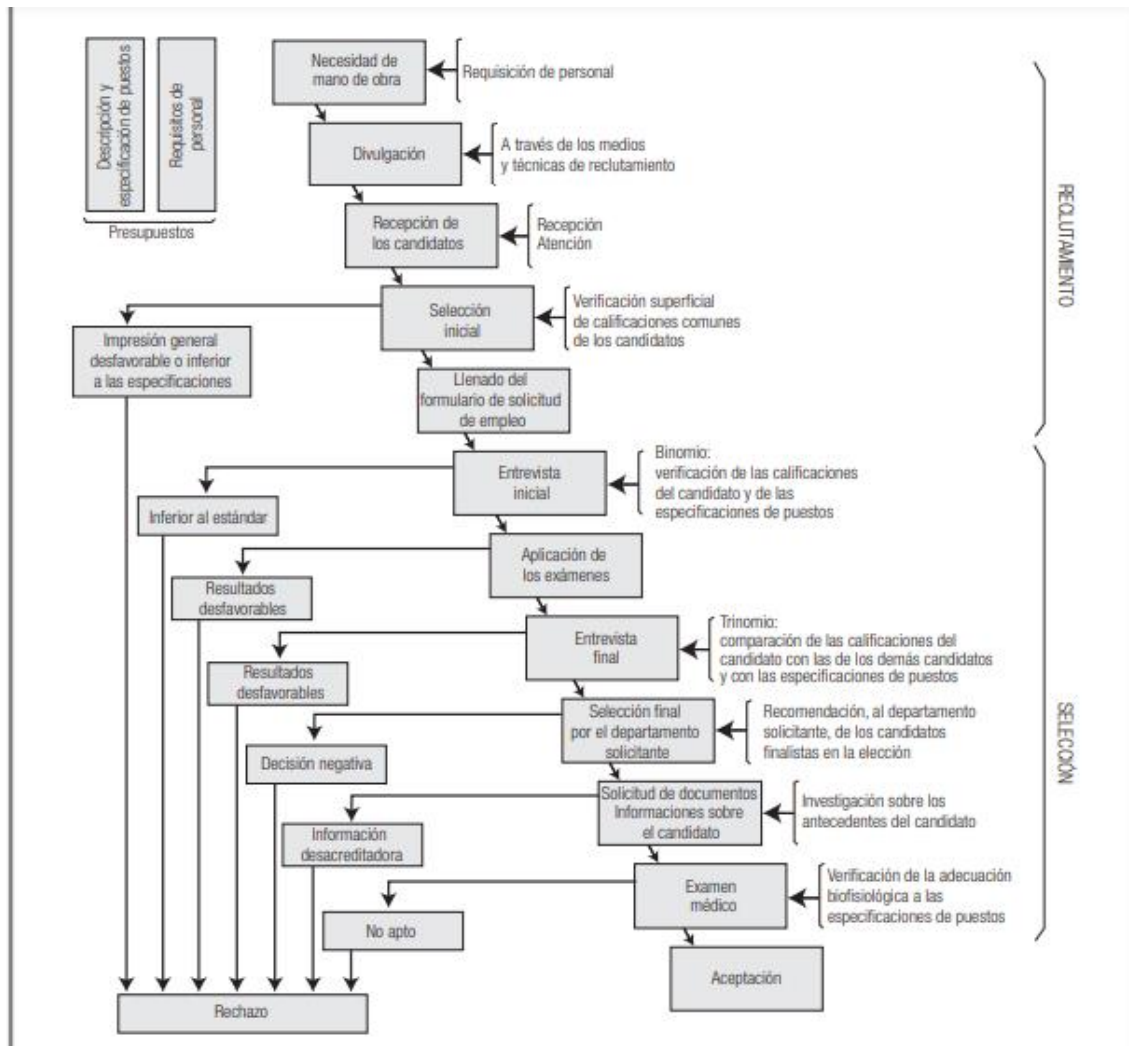 Descripción y
especificación de puestos
Requisitos de
personal
Presupuestos
Necesidad de
mano de obra
Requisición de personal
Divulgación
A través de los medios
y técnicas de reclutamiento
Recepción de
los candidatos
Recepción
Atención
Selección
inicial
Verificación superficial
de calificaciones comunes
de los candidatos
Impresión general
desfavorable o inferior
a las especificaciones
Llenado del
formulario de solicitud
de empleo
RECLUTAMIENTO
Entrevista
inicial
Binomio:
verificación de las calificaciones
del candidato y de las
especificaciones de puestos
Inferior al estándar
Aplicación de
los exámenes
Resultados
desfavorables
Entrevista
final
Trinomio:
comparación de las calificaciones del
candidato con las de los demás candidatos
y con las especificaciones de puestos
Resultados
desfavorables
Selección final
por el departamento
solicitante
Recomendación, al departamento
solicitante, de los candidatos
finalistas en la elección
Decisión negativa
Solicitud de documentos
Informaciones sobre
el candidato
Investigación sobre los
antecedentes del candidato
Información
desacreditadora
Examen
médico
Verificación de la adecuación
biofisiológica a las
especificaciones de puestos
No apto
SELECCIÓN
Aceptación
Rechazo